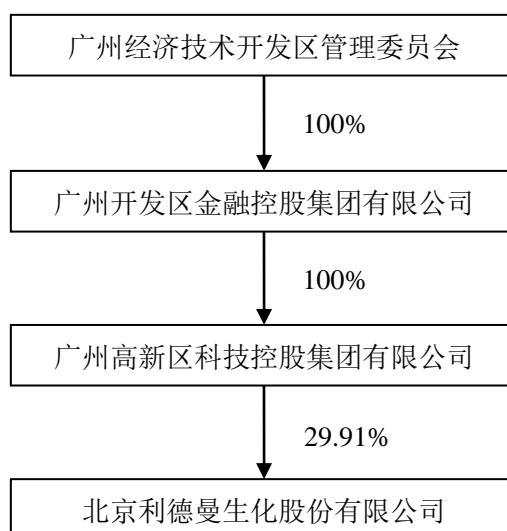 广州经济技术开发区管理委员会
100%
广州开发区金融控股集团有限公司
100%
广州高新区科技控股集团有限公司
29.91%
北京利德曼生化股份有限公司